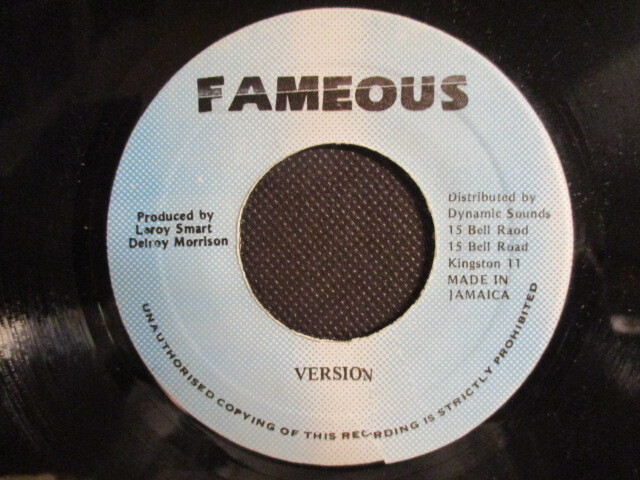 FAMEOUS
Produced by
Leroy Smart
Delroy Morrison
Distributed by
Dynamic Sounds
15 Bell Raod
15 Bell Road
Kingston 11
MADE IN
JAMAICA
VERSION
UNAUTHORISED COPYING OF THIS RECORDING IS STRICTLY PROHIBITED